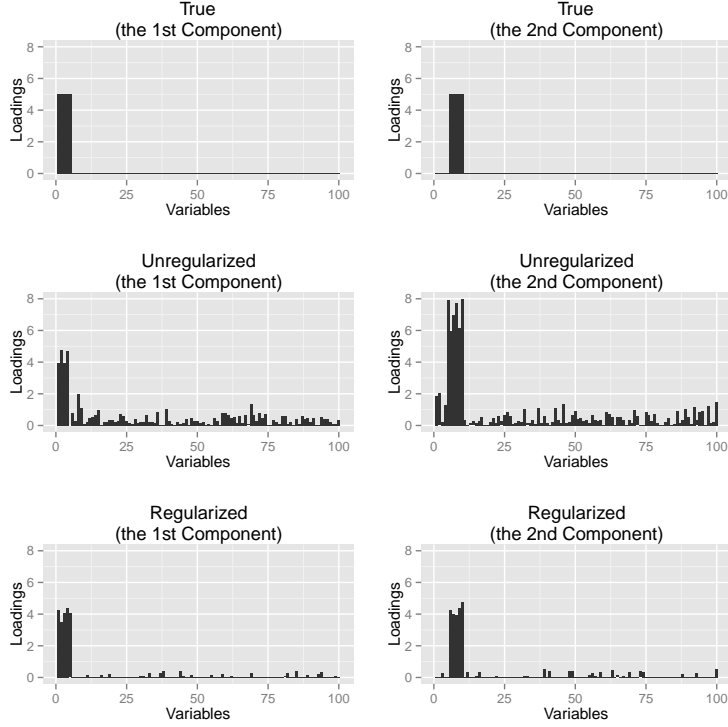 True
(the 1st Component)
8
6
4
2
0
Loadings
0 25 50 75 100
Variables
True
(the 2nd Component)
8
6
4
2
0
Loadings
0 25 50 75 100
Variables
Unregularized
(the 1st Component)
8
6
4
2
0
Loadings
0 25 50 75 100
Variables
Unregularized
(the 2nd Component)
8
6
4
2
0
Loadings
0 25 50 75 100
Variables
Regularized
(the 1st Component)
8
6
4
2
0
Loadings
0 25 50 75 100
Variables
Regularized
(the 2nd Component)
8
6
4
2
0
Loadings
0 25 50 75 100
Variables